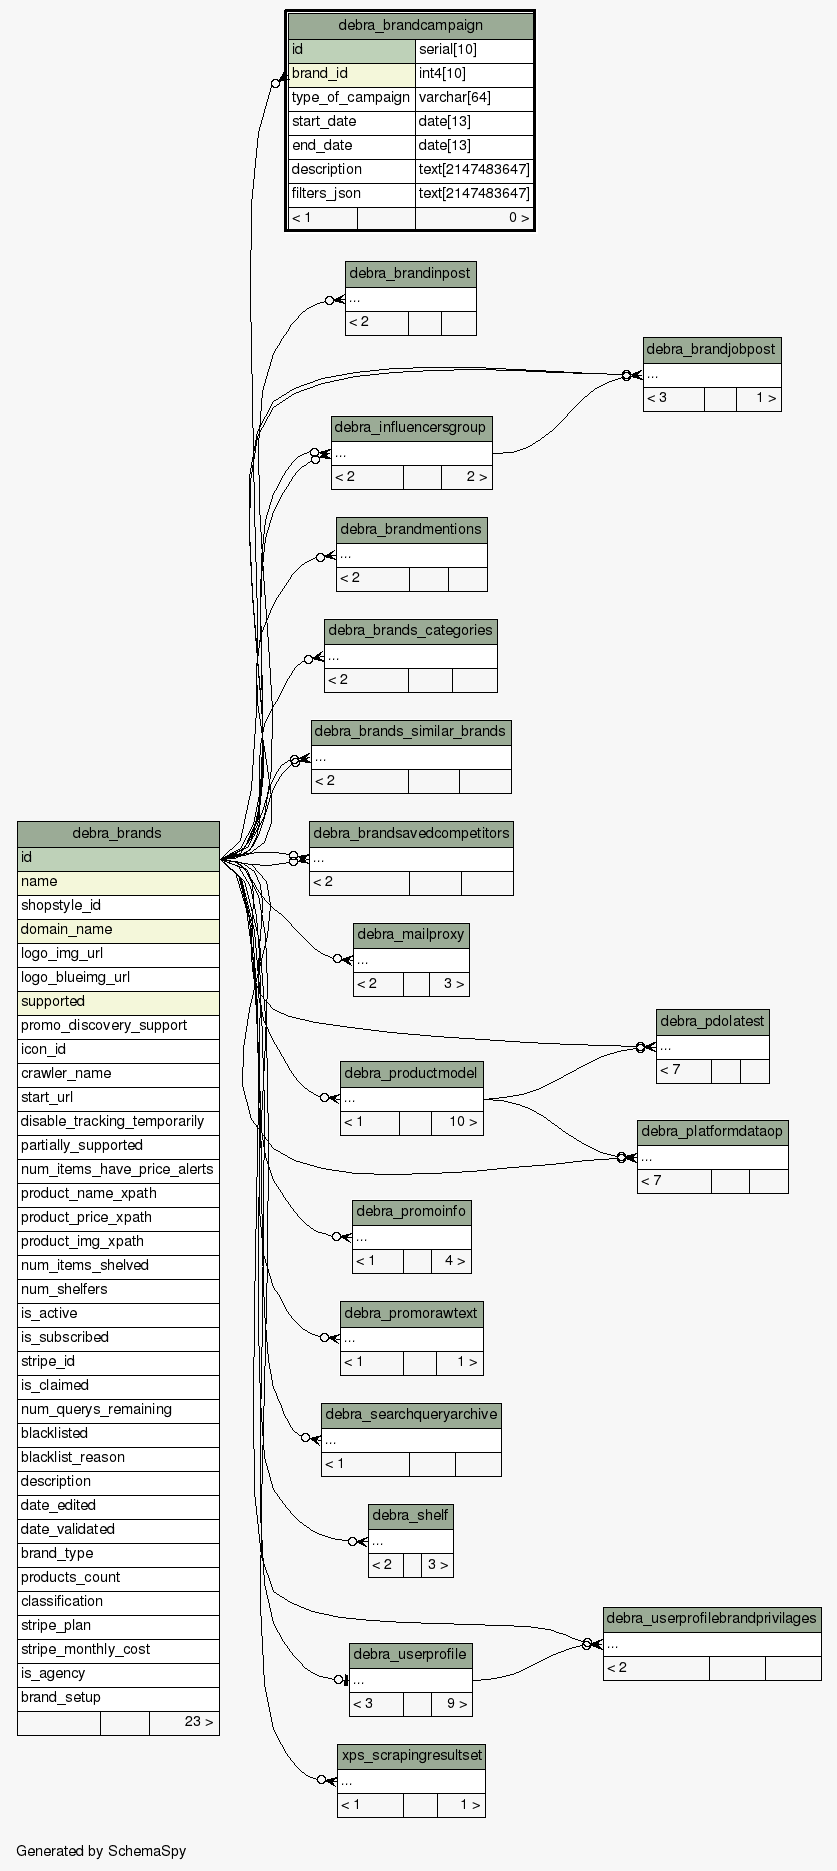 debra_brandcampaign
id serial[10]
brand_id int4[10]
type_of_campaign varchar[64]
start_date date[13]
end_date date[13]
description text[2147483647]
filters_json text[2147483647]
< 1 0 >
debra_brandinpost
...
< 2
debra_brandjobpost
...
< 3 1 >
debra_influencersgroup
...
< 2 2 >
debra_brandmentions
...
< 2
debra_brands_categories
...
< 2
debra_brands_similar_brands
...
< 2
debra_brands
id
name
shopstyle_id
domain_name
logo_img_url
logo_blueimg_url
supported
promo_discovery_support
icon_id
crawler_name
start_url
disable_tracking_temporarily
partially_supported
num_items_have_price_alerts
product_name_xpath
product_price_xpath
product_img_xpath
num_items_shelved
num_shelfers
is_active
is_subscribed
stripe_id
is_claimed
num_querys_remaining
blacklisted
blacklist_reason
description
date_edited
date_validated
brand_type
products_count
classification
stripe_plan
stripe_monthly_cost
is_agency
brand_setup
23 >
debra_brandsavedcompetitors
...
< 2
debra_mailproxy
...
< 2 3 >
debra_pdolatest
...
< 7
debra_productmodel
...
< 1 10 >
debra_platformdataop
...
< 7
debra_promoinfo
...
< 1 4 >
debra_promorawtext
...
< 1 1 >
debra_searchqueryarchive
...
< 1
debra_shelf
...
< 2 3 >
debra_userprofilebrandprivilages
...
< 2
debra_userprofile
...
< 3 9 >
xps_scrapingresultset
...
< 1 1 >
Generated by SchemaSpy